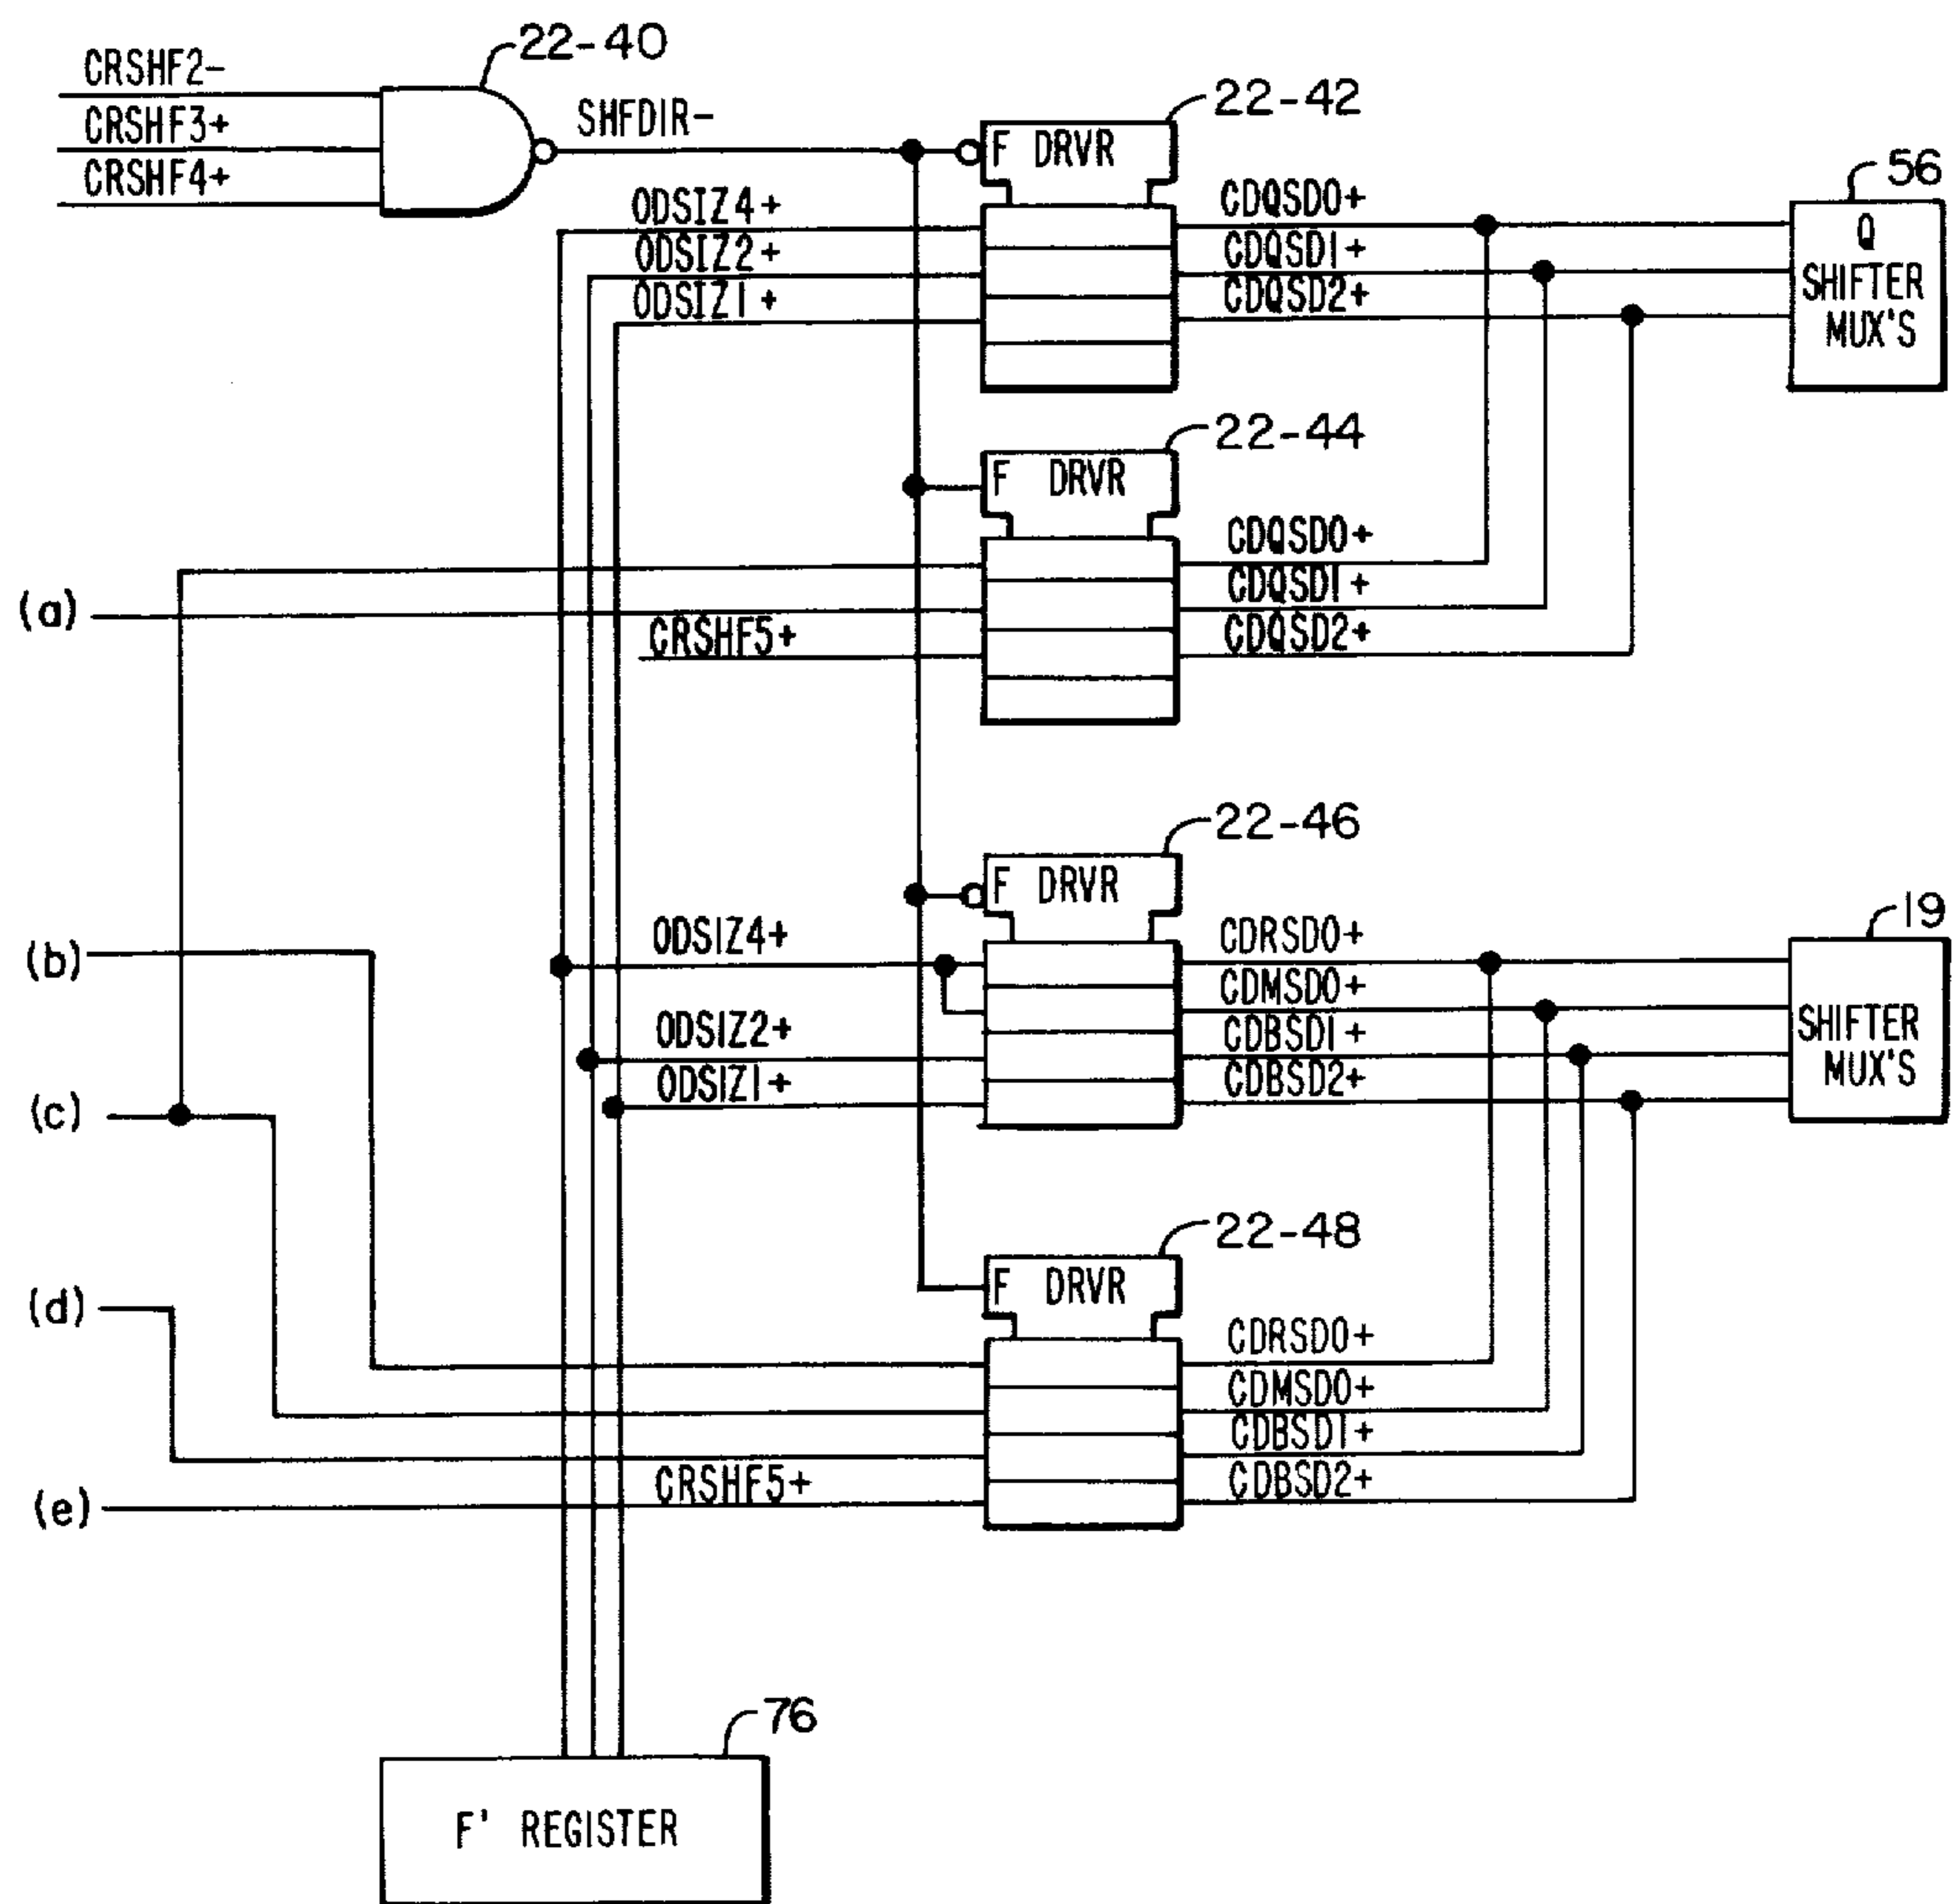 22-40
CRSHF2-
CRSHF3+
CRSHF4+
SHFDIR-
22-42
F DRVR
ODSIZ4+
ODSIZ2+
ODSIZ1+
CDQSD0+
CDQSD1+
CDQSD2+
56
Q
SHIFTER
MUX'S
22-44
F DRVR
CDQSD0+
CDQSD1+
CDQSD2+
(a)
CRSHF5+
22-46
F DRVR
(b)
ODSIZ4+
ODSIZ2+
ODSIZ1+
CDRSD0+
CDMSD0+
CDBSD1+
CDBSD2+
19
SHIFTER
MUX'S
(c)
22-48
F DRVR
(d)
CDRSD0+
CDMSD0+
CDBSD1+
CDBSD2+
(e)
CRSHF5+
76
F' REGISTER